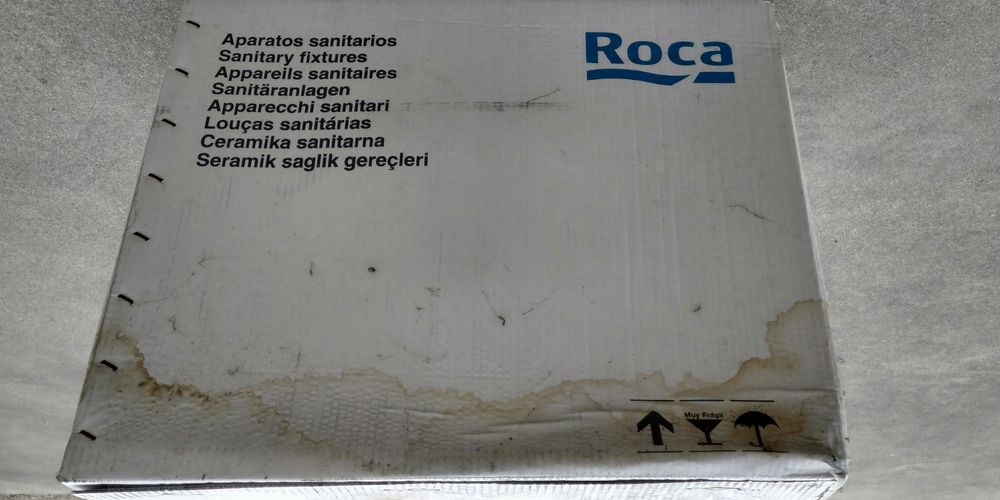 Aparatos sanitarios
Sanitary fixtures
Appareils sanitaires
Sanitäranlagen
Apparecchi sanitari
Louças sanitárias
Ceramika sanitarna
Seramik saglik gereçleri
Roca
Muy Frágil